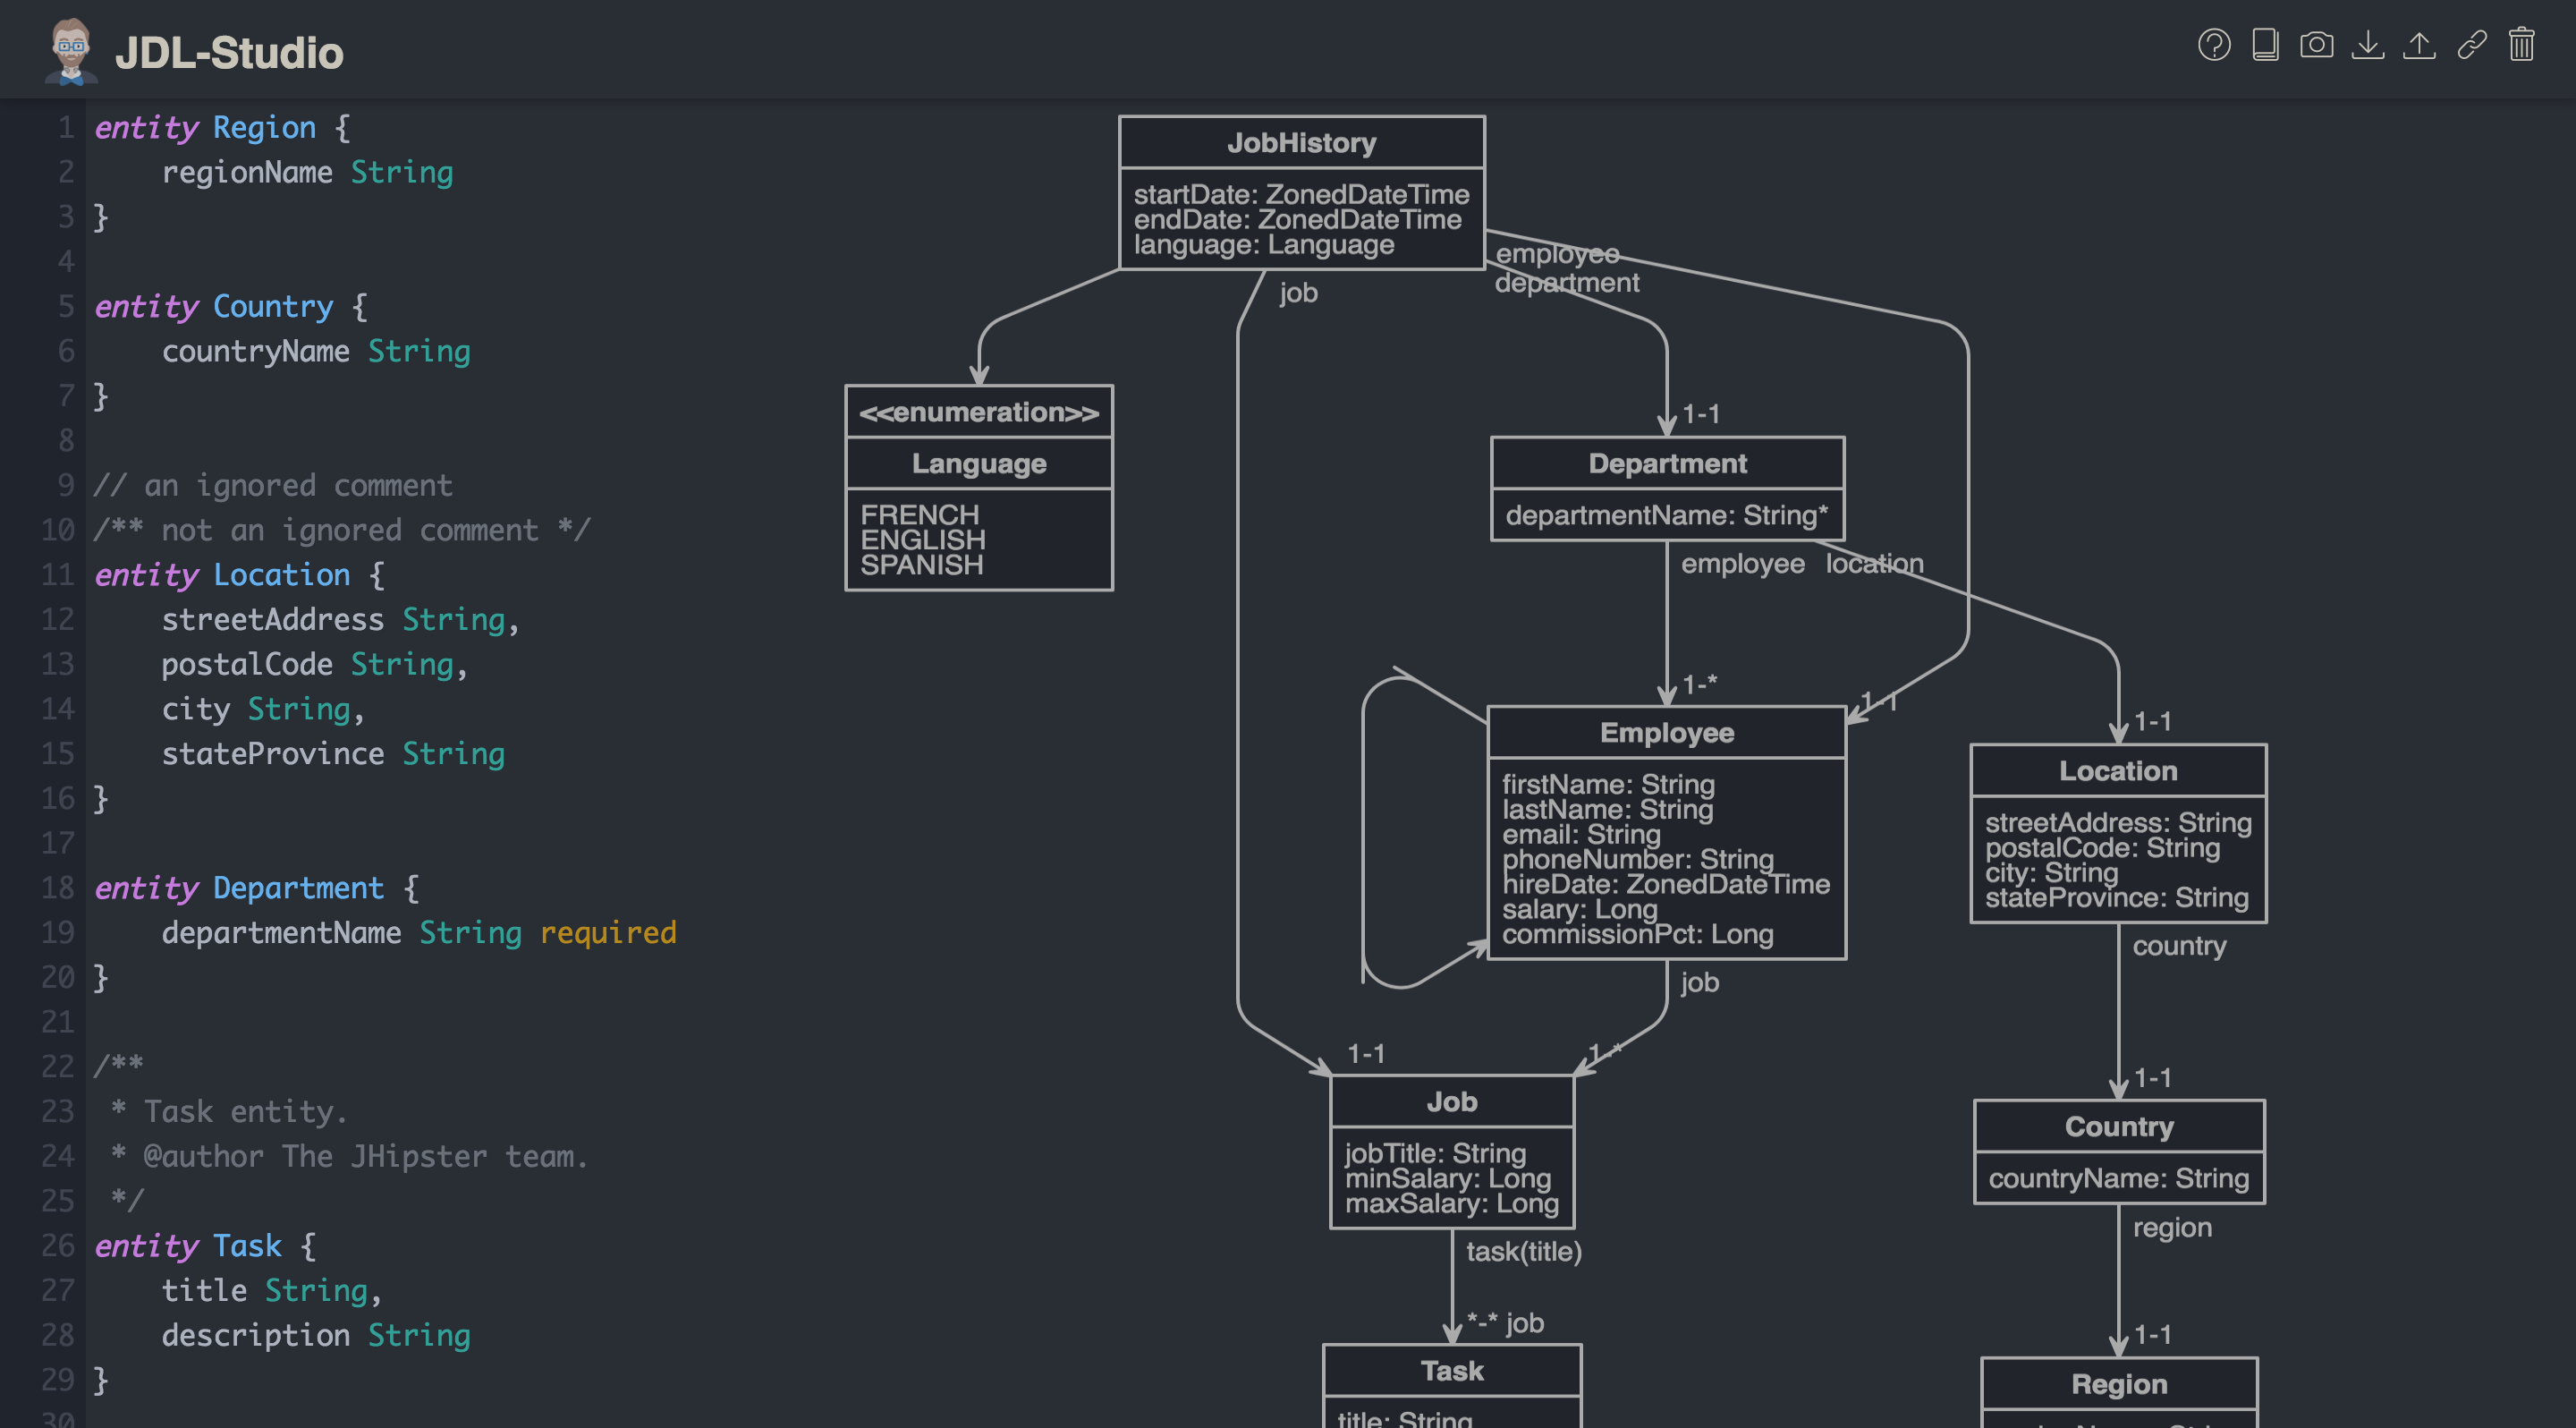 JDL-Studio
1 entity Region {
2 regionName String
3 }
4
5 entity Country {
6 countryName String
7 }
8
9 // an ignored comment
10 /** not an ignored comment */
11 entity Location {
12 streetAddress String,
13 postalCode String,
14 city String,
15 stateProvince String
16 }
17
18 entity Department {
19 departmentName String required
20 }
21
22 /**
23 * Task entity.
24 * @author The JHipster team.
25 */
26 entity Task {
27 title String,
28 description String
29 }
30
JobHistory
startDate: ZonedDateTime
endDate: ZonedDateTime
language: Language
employee
department
job
<<enumeration>>
Language
FRENCH
ENGLISH
SPANISH
1-1
Department
departmentName: String*
employee location
1-*
1-1
Employee
firstName: String
lastName: String
email: String
phoneNumber: String
hireDate: ZonedDateTime
salary: Long
commissionPct: Long
job
1-1
Location
streetAddress: String
postalCode: String
city: String
stateProvince: String
country
1-1
1-*
Job
jobTitle: String
minSalary: Long
maxSalary: Long
task(title)
*-* job
Task
title: String
1-1
Country
countryName: String
region
1-1
Region